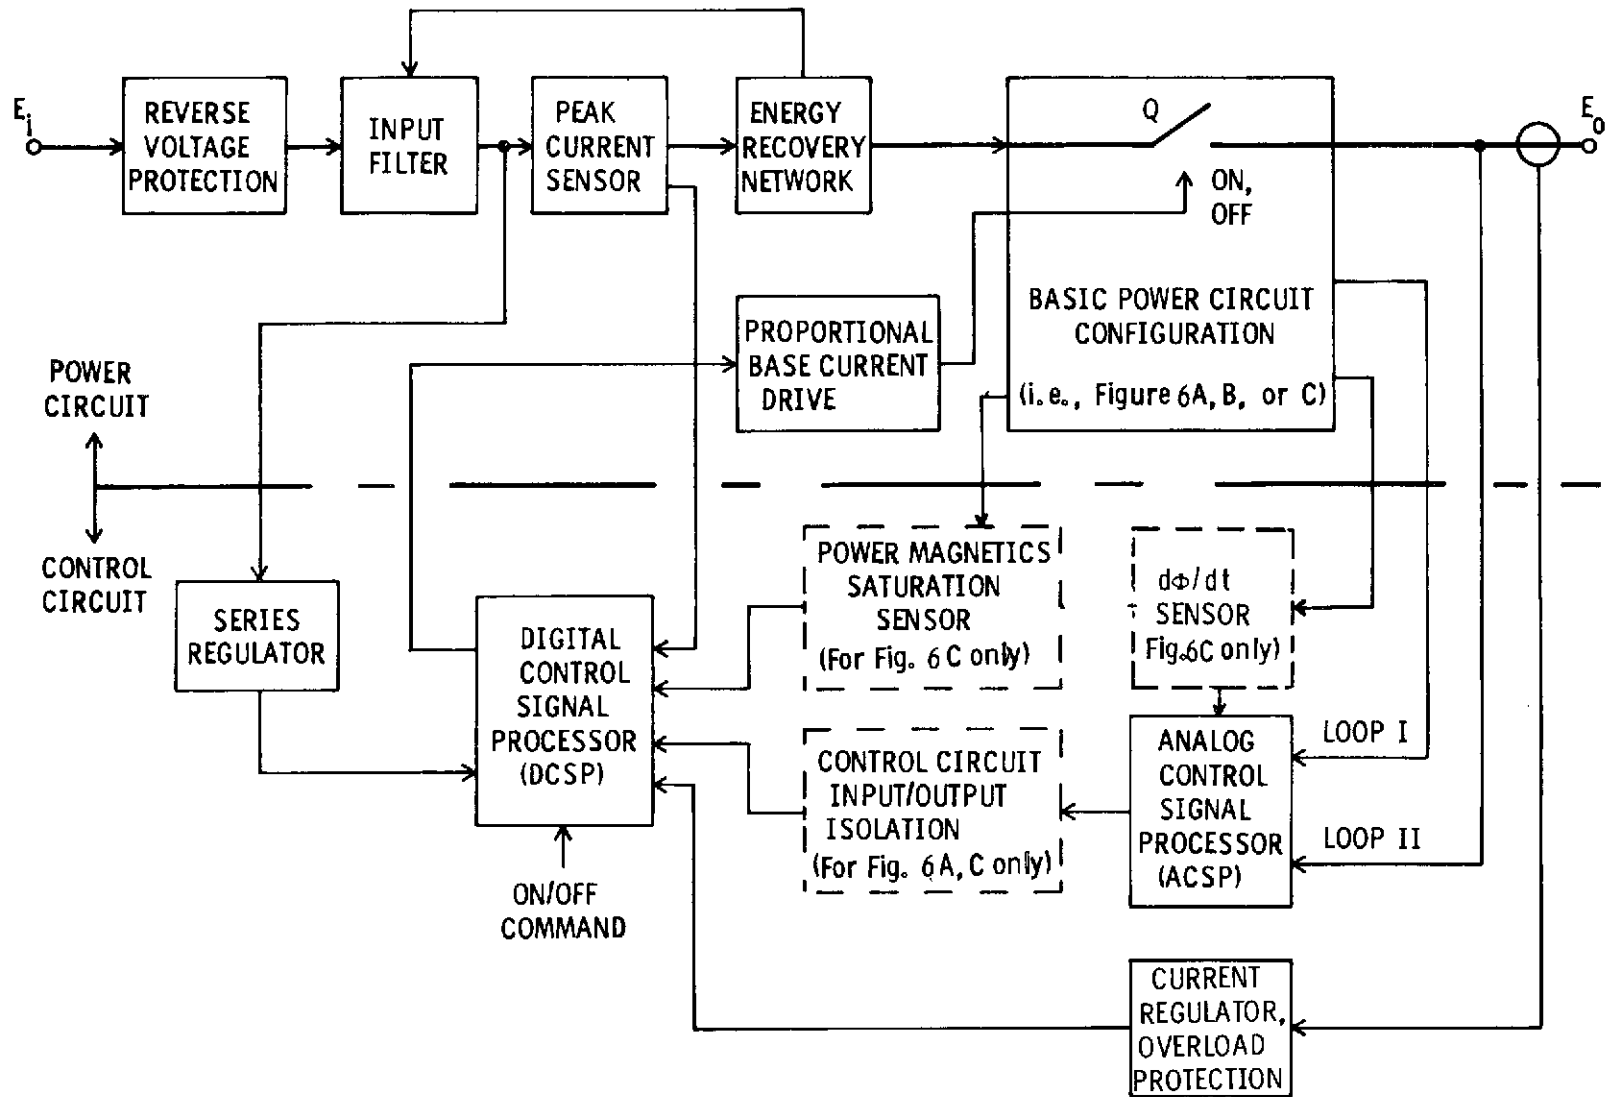 E_i
REVERSE
VOLTAGE
PROTECTION
INPUT
FILTER
PEAK
CURRENT
SENSOR
ENERGY
RECOVERY
NETWORK
Q
ON,
OFF
E_o
BASIC POWER CIRCUIT
CONFIGURATION
(i.e., Figure 6A, B, or C)
PROPORTIONAL
BASE CURRENT
DRIVE
POWER
CIRCUIT
CONTROL
CIRCUIT
SERIES
REGULATOR
DIGITAL
CONTROL
SIGNAL
PROCESSOR
(DCSP)
ON/OFF
COMMAND
POWER MAGNETICS
SATURATION
SENSOR
(For Fig. 6C only)
CONTROL CIRCUIT
INPUT/OUTPUT
ISOLATION
(For Fig. 6A, C only)
dΦ/dt
SENSOR
Fig.6C only)
ANALOG
CONTROL
SIGNAL
PROCESSOR
(ACSP)
LOOP I
LOOP II
CURRENT
REGULATOR,
OVERLOAD
PROTECTION